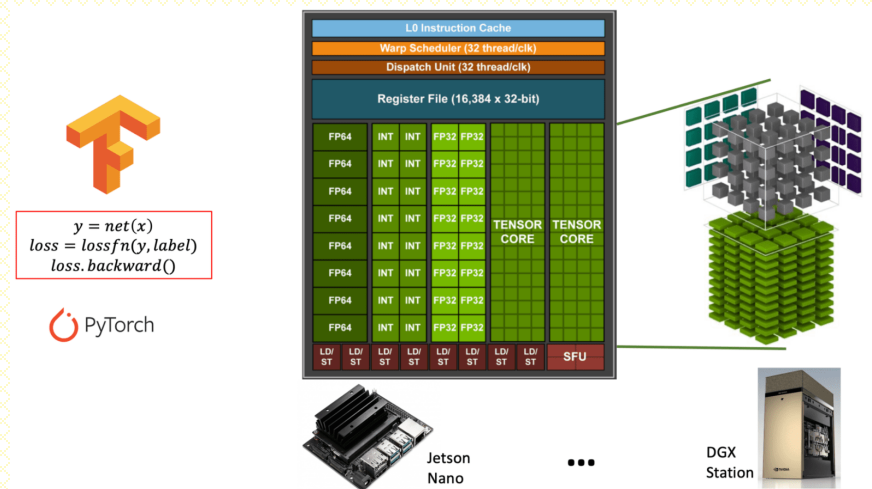 L0 Instruction Cache
Warp Scheduler (32 thread/clk)
Dispatch Unit (32 thread/clk)
Register File (16,384 x 32-bit)
FP64 INT INT FP32 FP32
FP64 INT INT FP32 FP32
FP64 INT INT FP32 FP32
FP64 INT INT FP32 FP32
TENSOR CORE TENSOR CORE
FP64 INT INT FP32 FP32
FP64 INT INT FP32 FP32
FP64 INT INT FP32 FP32
FP64 INT INT FP32 FP32
LD/ST LD/ST LD/ST LD/ST LD/ST LD/ST LD/ST LD/ST SFU
y = net(x)
loss = lossfn(y, label)
loss.backward()
PyTorch
Jetson
Nano
...
DGX
Station